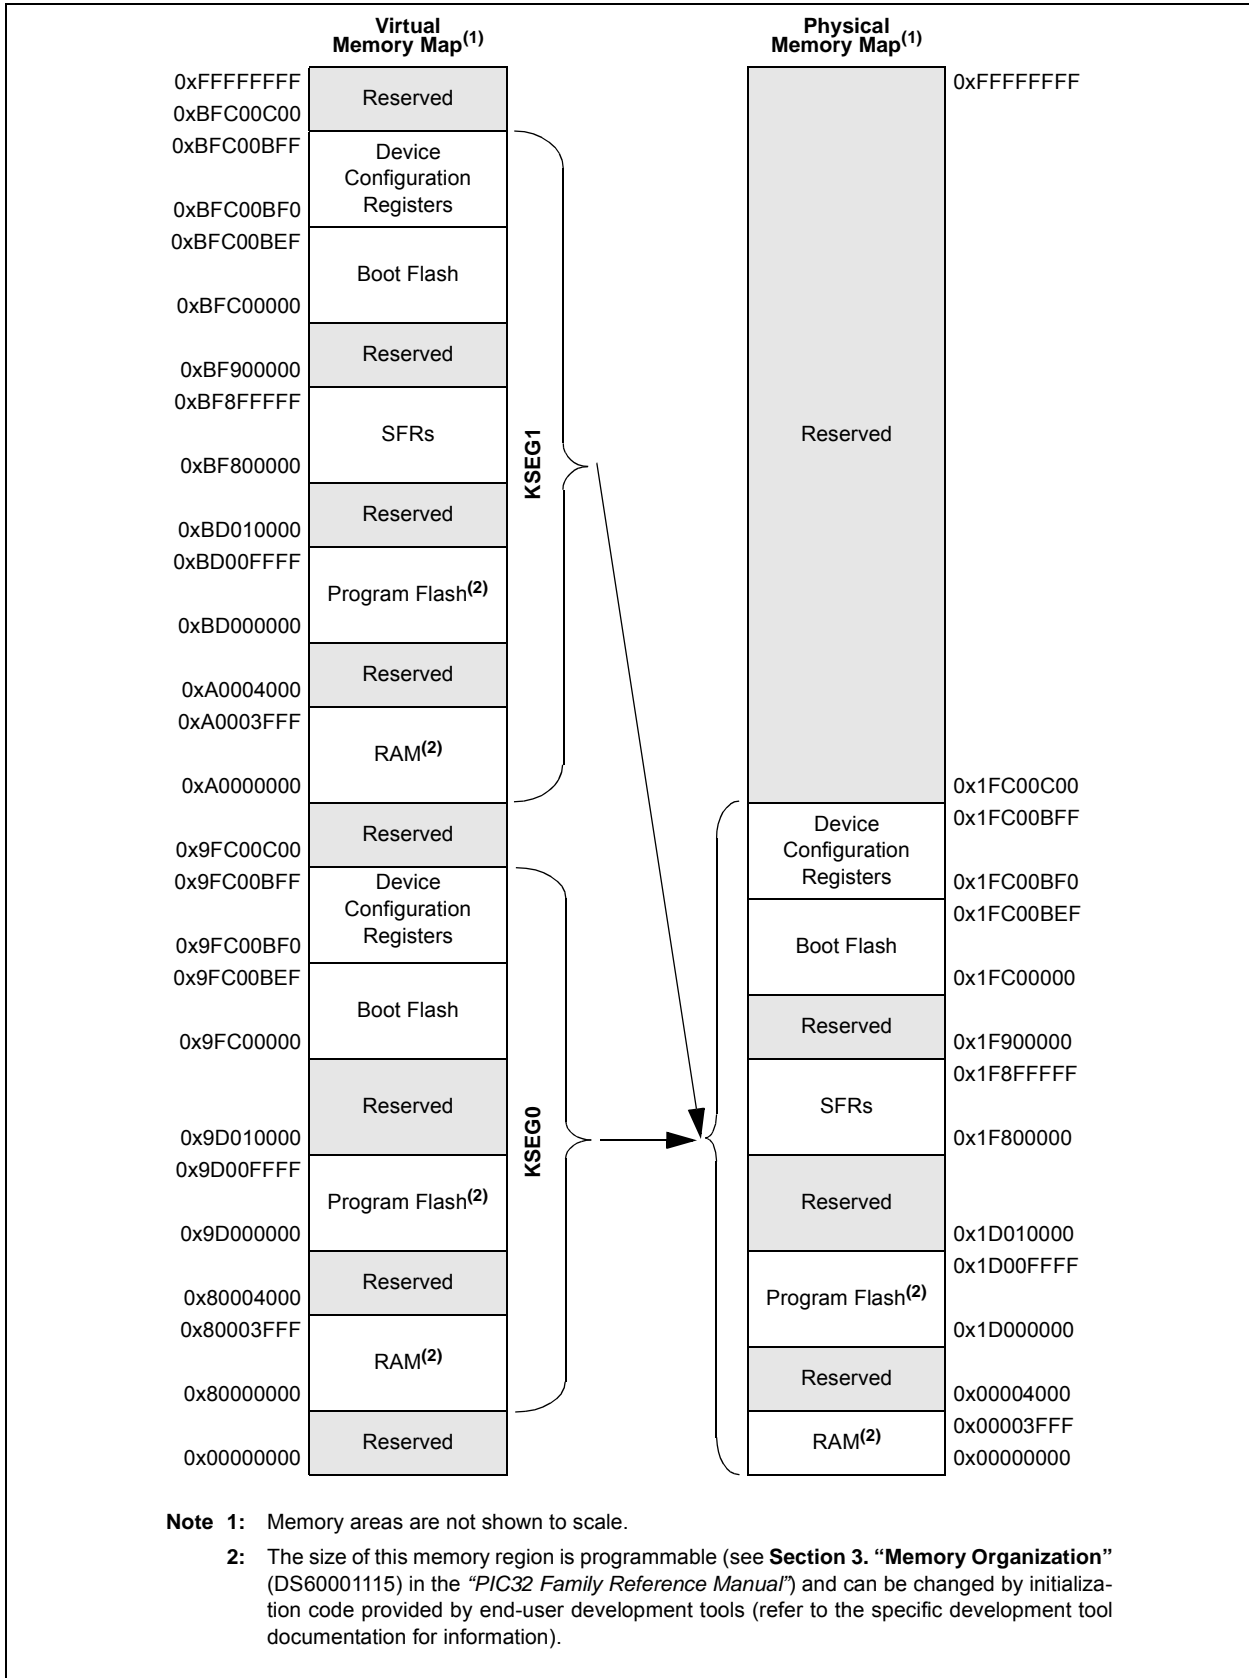 Virtual
Memory Map(1)
0xFFFFFFFF
Reserved
0xBFC00C00
0xBFC00BFF
Device
Configuration
Registers
0xBFC00BF0
0xBFC00BEF
Boot Flash
0xBFC00000
Reserved
0xBF900000
0xBF8FFFFF
SFRs
0xBF800000
Reserved
0xBD010000
0xBD00FFFF
Program Flash(2)
0xBD000000
Reserved
0xA0004000
0xA0003FFF
RAM(2)
0xA0000000
KSEG1
Reserved
0x9FC00C00
0x9FC00BFF
Device
Configuration
Registers
0x9FC00BF0
0x9FC00BEF
Boot Flash
0x9FC00000
Reserved
0x9D010000
0x9D00FFFF
Program Flash(2)
0x9D000000
Reserved
0x80004000
0x80003FFF
RAM(2)
0x80000000
KSEG0
Reserved
0x00000000
Physical
Memory Map(1)
0xFFFFFFFF
Reserved
0x1FC00C00
0x1FC00BFF
Device
Configuration
Registers
0x1FC00BF0
0x1FC00BEF
Boot Flash
0x1FC00000
Reserved
0x1F900000
0x1F8FFFFF
SFRs
0x1F800000
Reserved
0x1D010000
0x1D00FFFF
Program Flash(2)
0x1D000000
Reserved
0x00004000
0x00003FFF
RAM(2)
0x00000000
Note 1: Memory areas are not shown to scale.
2: The size of this memory region is programmable (see Section 3. “Memory Organization”
(DS60001115) in the “PIC32 Family Reference Manual”) and can be changed by initializa-
tion code provided by end-user development tools (refer to the specific development tool
documentation for information).